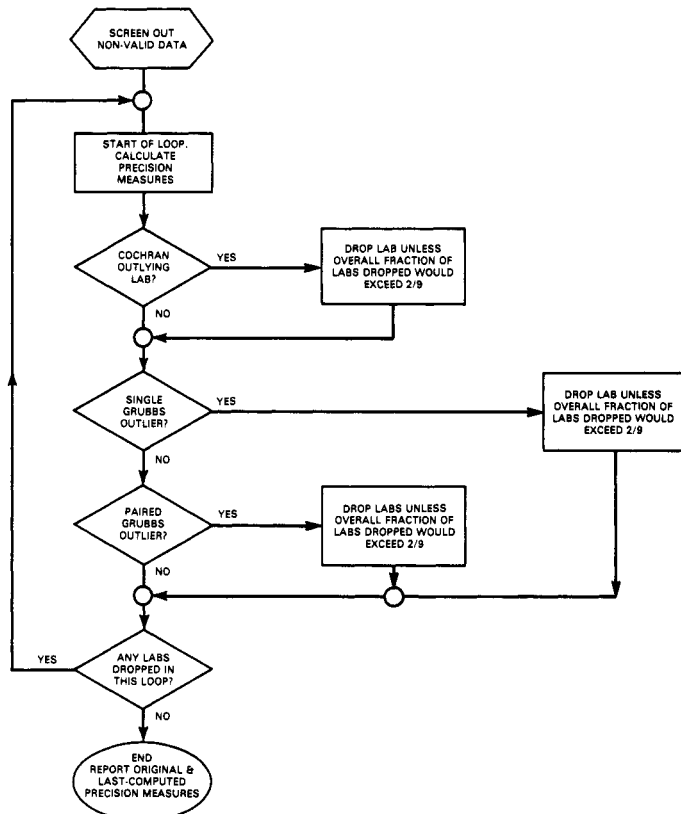 SCREEN OUT
NON-VALID DATA
START OF LOOP.
CALCULATE
PRECISION
MEASURES
COCHRAN
OUTLYING
LAB?
YES
DROP LAB UNLESS
OVERALL FRACTION OF
LABS DROPPED WOULD
EXCEED 2/9
NO
SINGLE
GRUBBS
OUTLIER?
YES
DROP LAB UNLESS
OVERALL FRACTION OF
LABS DROPPED WOULD
EXCEED 2/9
NO
PAIRED
GRUBBS
OUTLIER?
YES
DROP LABS UNLESS
OVERALL FRACTION OF
LABS DROPPED WOULD
EXCEED 2/9
NO
YES
ANY LABS
DROPPED IN
THIS LOOP?
NO
END
REPORT ORIGINAL &
LAST-COMPUTED
PRECISION MEASURES